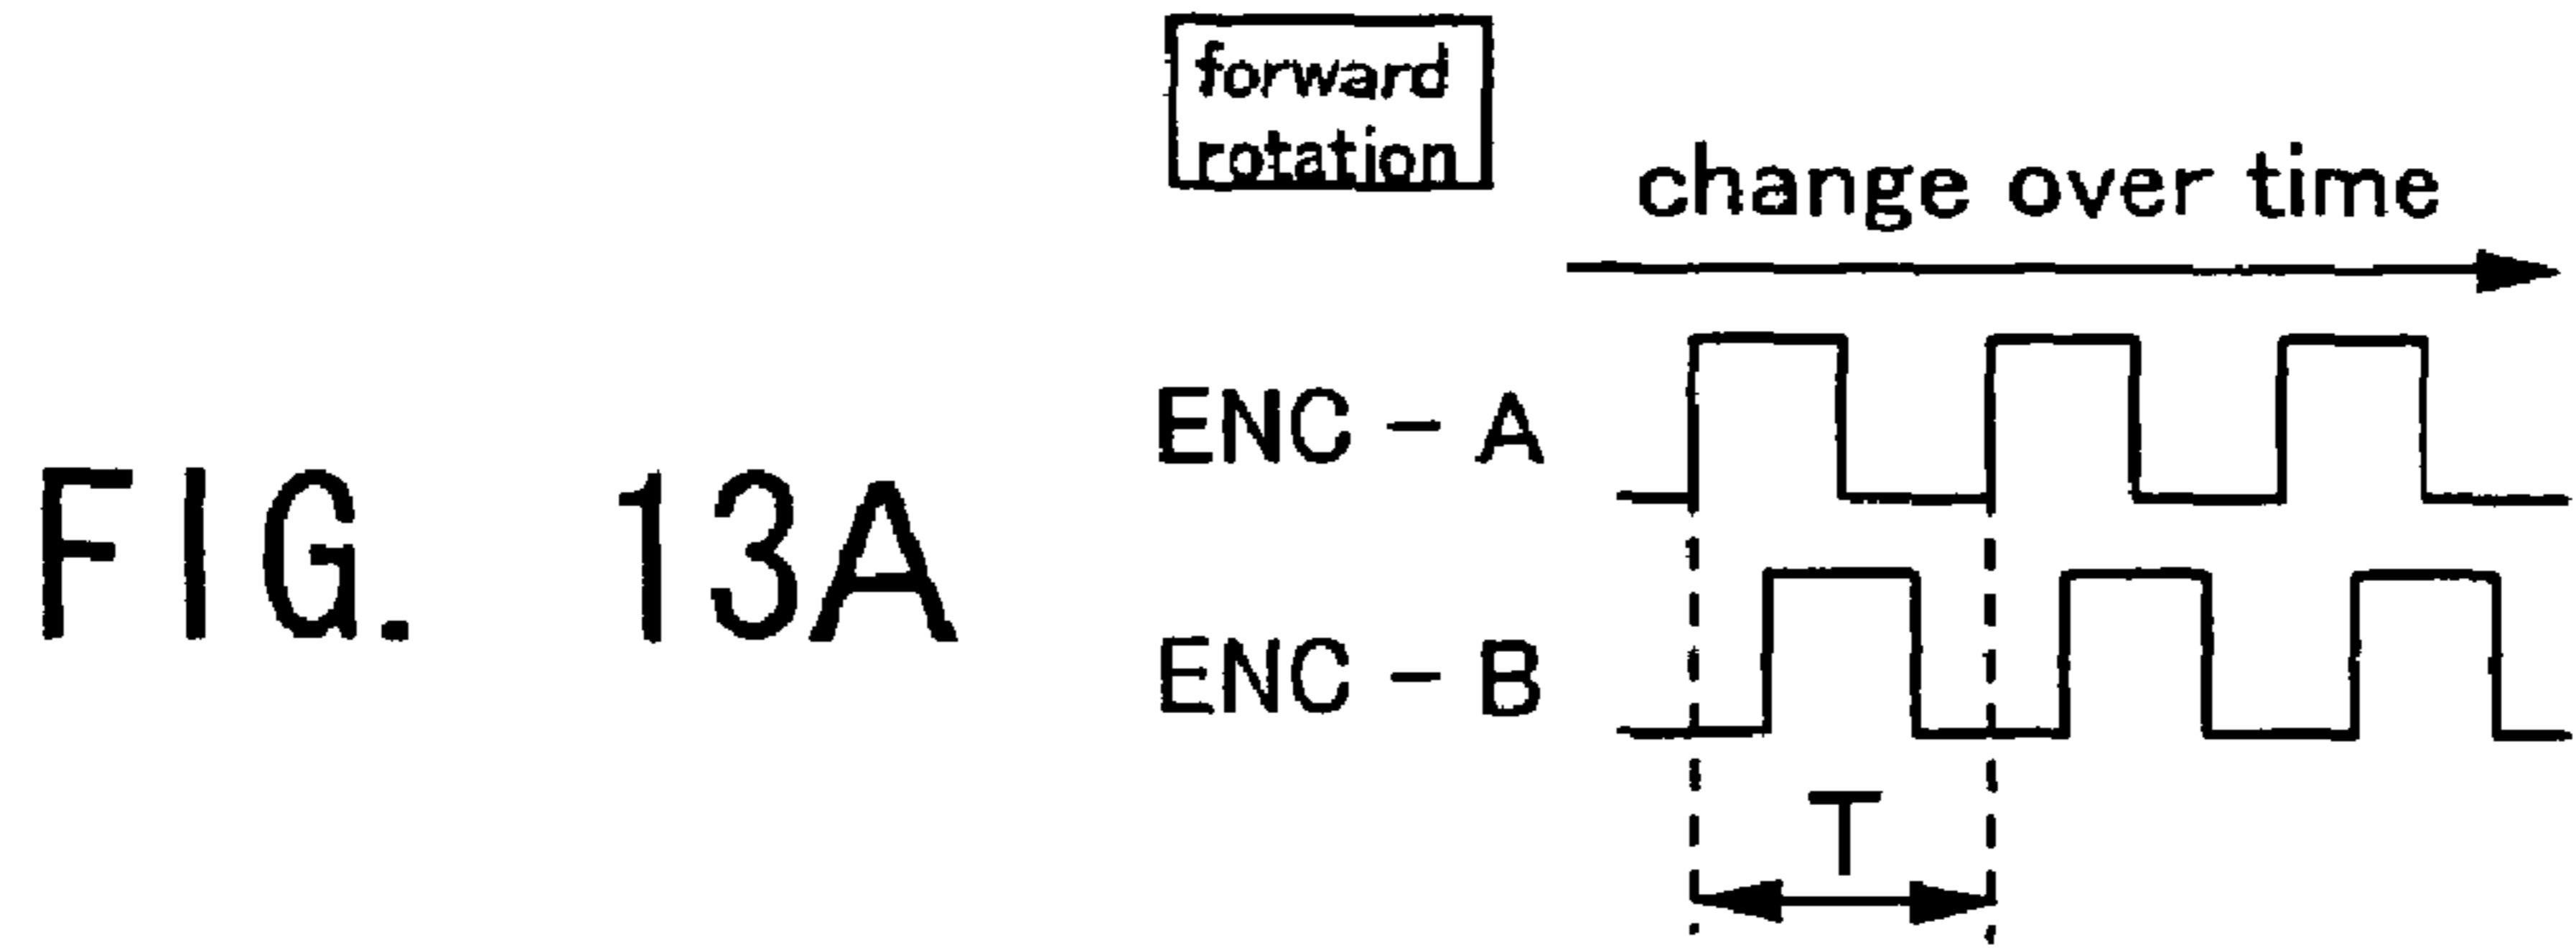 forward
rotation
change over time
ENC - A
FIG. 13A
ENC - B
T